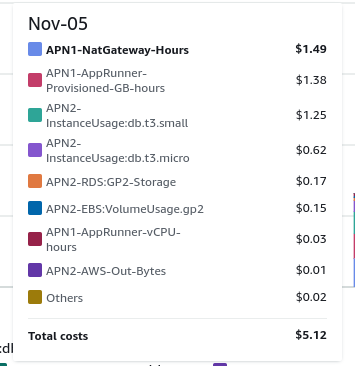 Nov-05
APN1-NatGateway-Hours $1.49
APN1-AppRunner-
Provisioned-GB-hours $1.38
APN2-
InstanceUsage:db.t3.small $1.25
APN2-
InstanceUsage:db.t3.micro $0.62
APN2-RDS:GP2-Storage $0.17
APN2-EBS:VolumeUsage.gp2 $0.15
APN1-AppRunner-vCPU-
hours $0.03
APN2-AWS-Out-Bytes $0.01
Others $0.02
Total costs $5.12